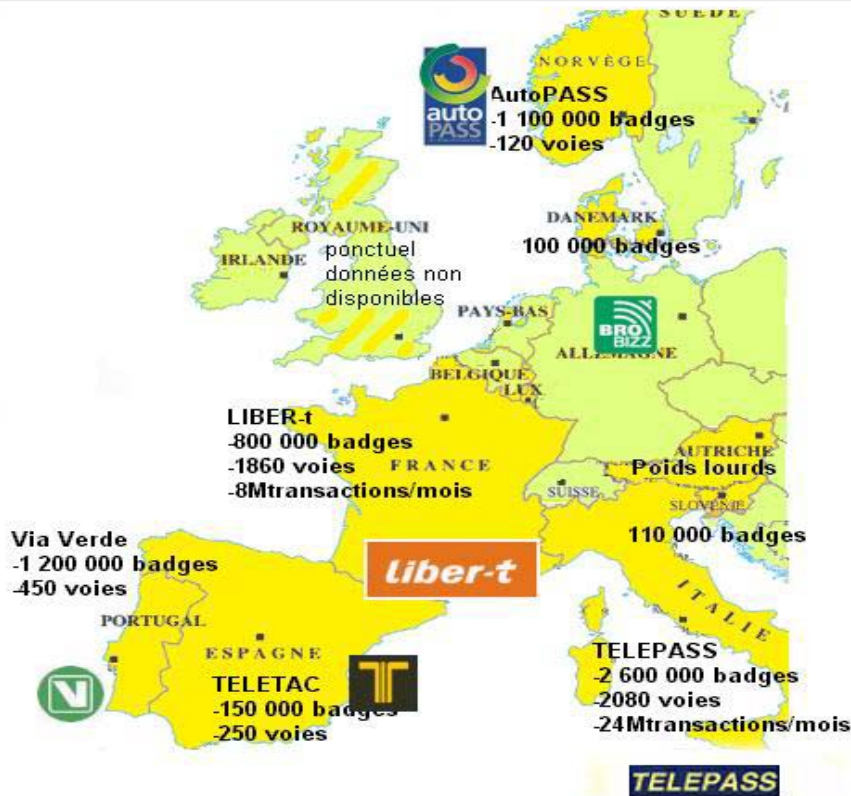 SUÈDE
NORVÈGE
auto
PASS
AutoPASS
-1 100 000 badges
-120 voies
DANEMARK
100 000 badges
ROYAUME-UNI
IRLANDE
ponctuel
données non
disponibles
PAYS-BAS
BRO
BIZZ
ALLEMAGNE
BELGIQUE
LUX
LIBER-t
-800 000 badges
-1860 voies
-8Mtransactions/mois
FRANCE
AUTRICHE
Poids lourds
SUISSE
SLOVÉNIE
110 000 badges
Via Verde
-1 200 000 badges
-450 voies
liber-t
ITALIE
PORTUGAL
ESPAGNE
V
TELETAC
-150 000 badges
-250 voies
T
TELEPASS
-2 600 000 badges
-2080 voies
-24Mtransactions/mois
TELEPASS